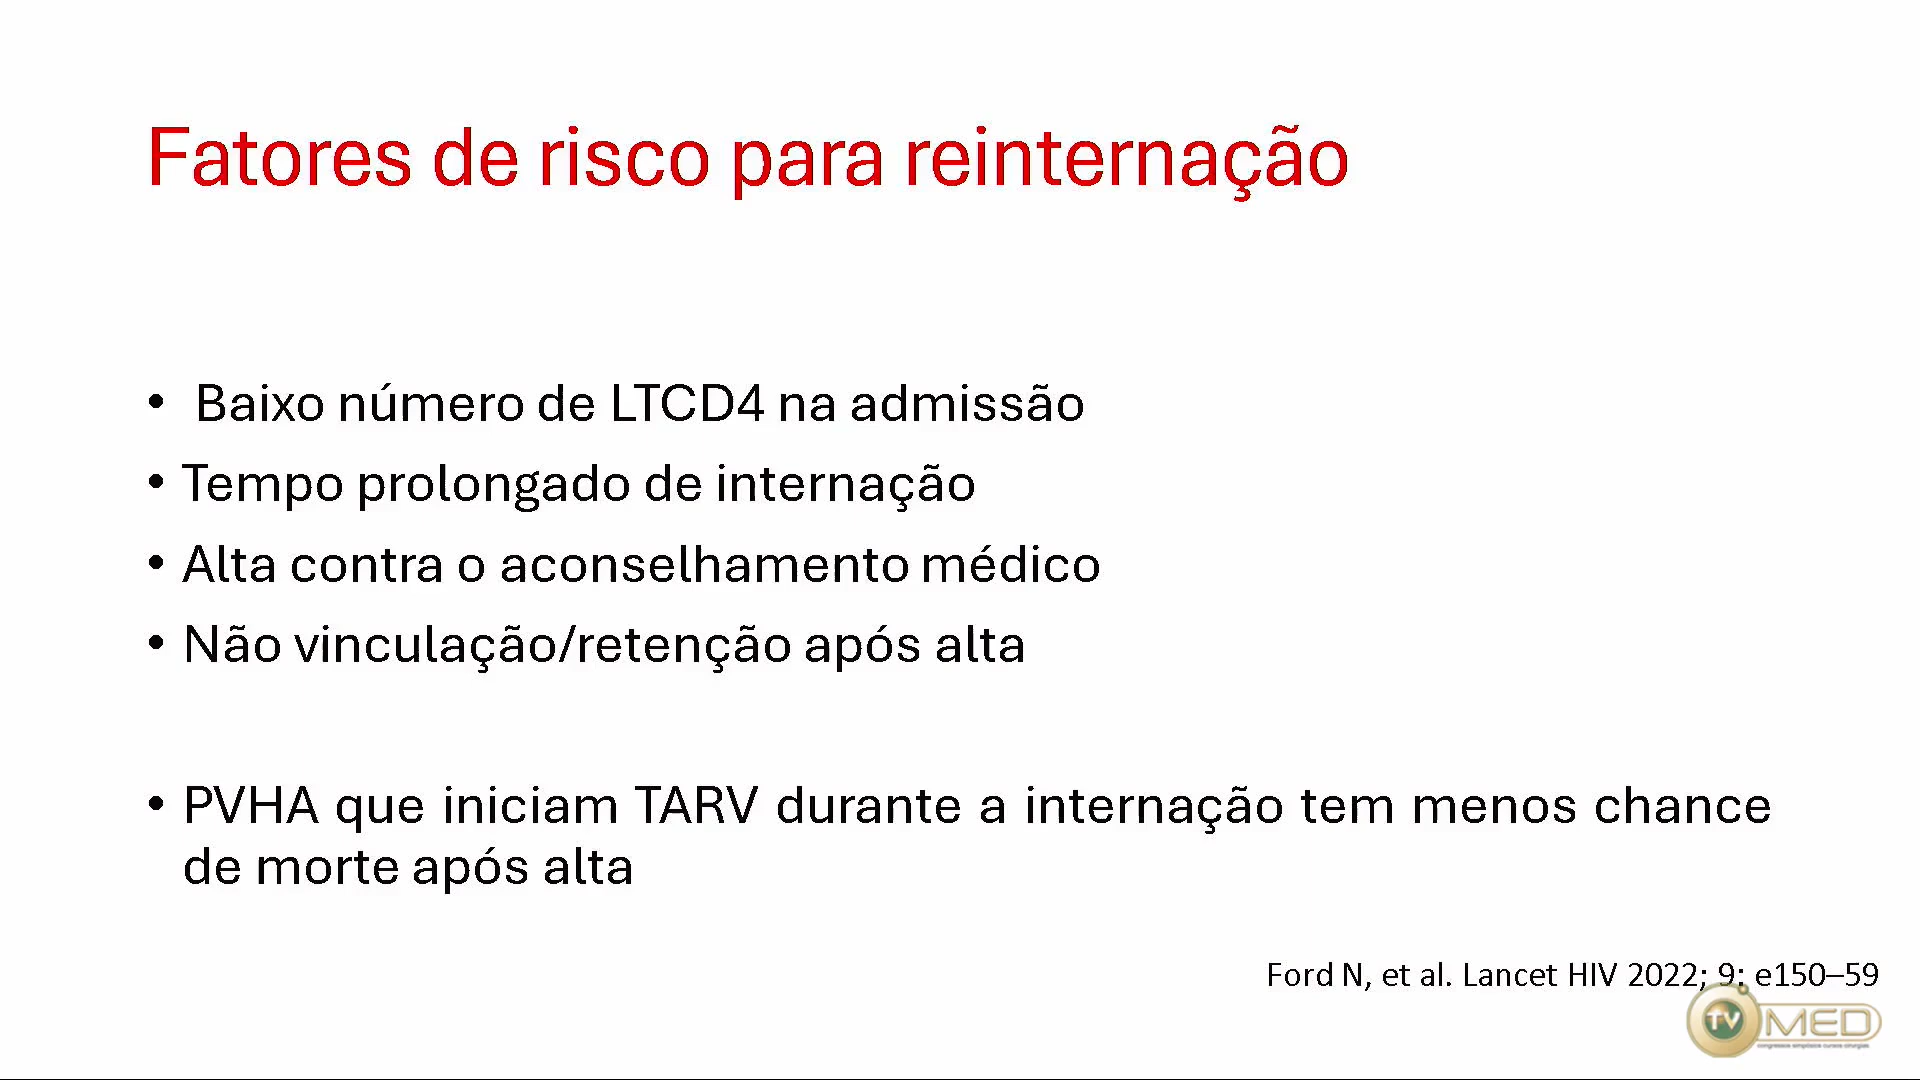 Fatores de risco para reinternação
• Baixo número de LTCD4 na admissão
• Tempo prolongado de internação
• Alta contra o aconselhamento médico
• Não vinculação/retenção após alta
• PVHA que iniciam TARV durante a internação tem menos chance
de morte após alta
Ford N, et al. Lancet HIV 2022; 9: e150–59
TV MED